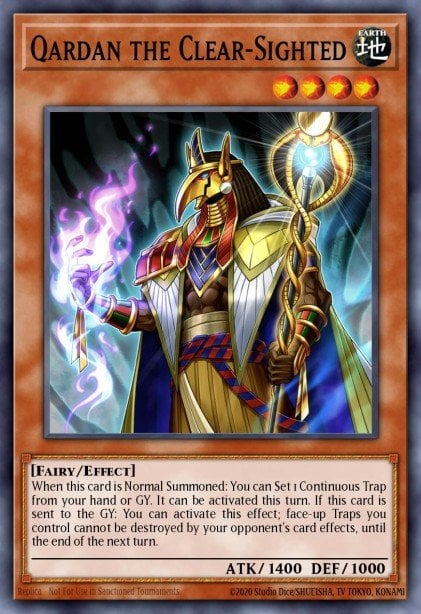 QARDAN THE CLEAR-SIGHTED
EARTH
地
[FAIRY/EFFECT]
When this card is Normal Summoned: You can Set 1 Continuous Trap
from your hand or GY. It can be activated this turn. If this card is
sent to the GY: You can activate this effect; face-up Traps you
control cannot be destroyed by your opponent's card effects, until
the end of the next turn.
ATK/1400 DEF/1000
Replica - Not For Use in Sanctioned Tournaments
©2020 Studio Dice/SHUEISHA, TV TOKYO, KONAMI